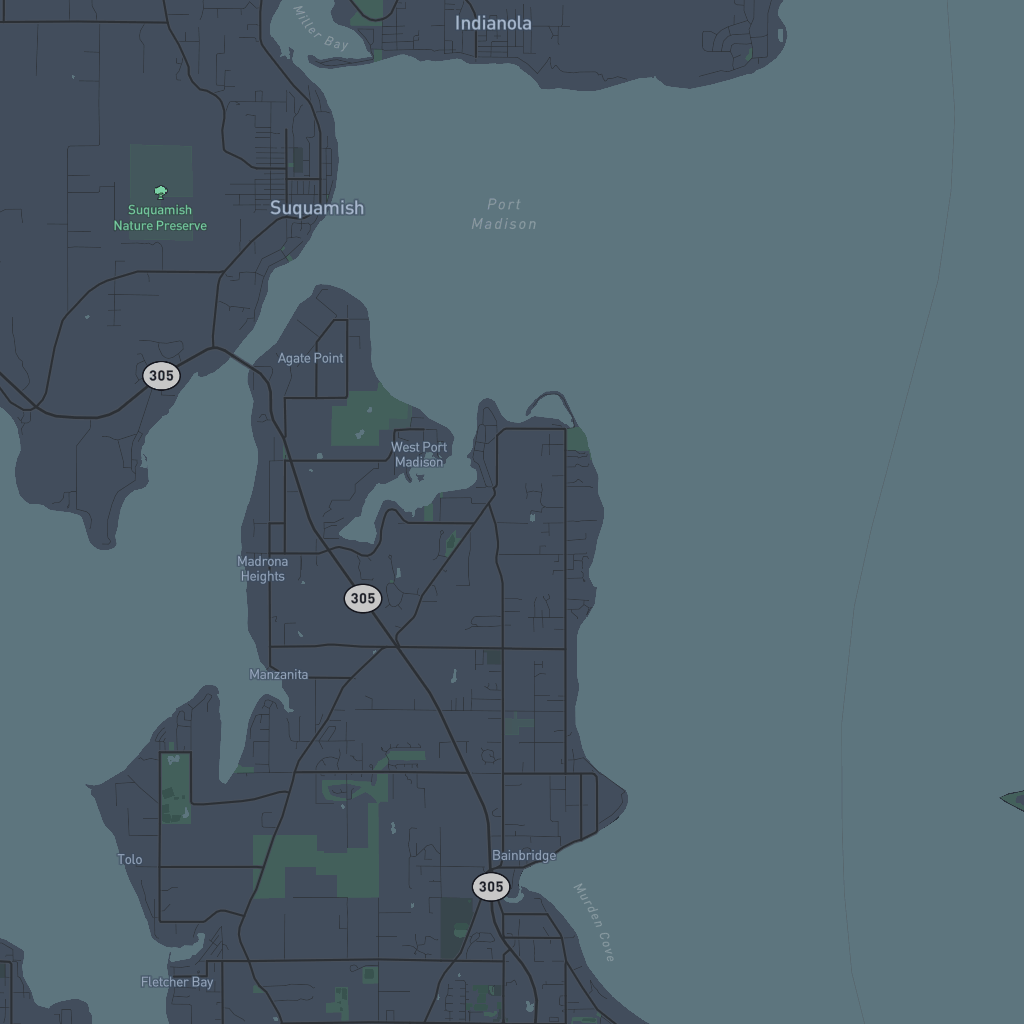 Miller Bay
Indianola
Suquamish
Nature Preserve
Suquamish
Port
Madison
Agate Point
305
West Port
Madison
Madrona
Heights
305
Manzanita
Bainbridge
Tolo
305
Murden Cove
Fletcher Bay